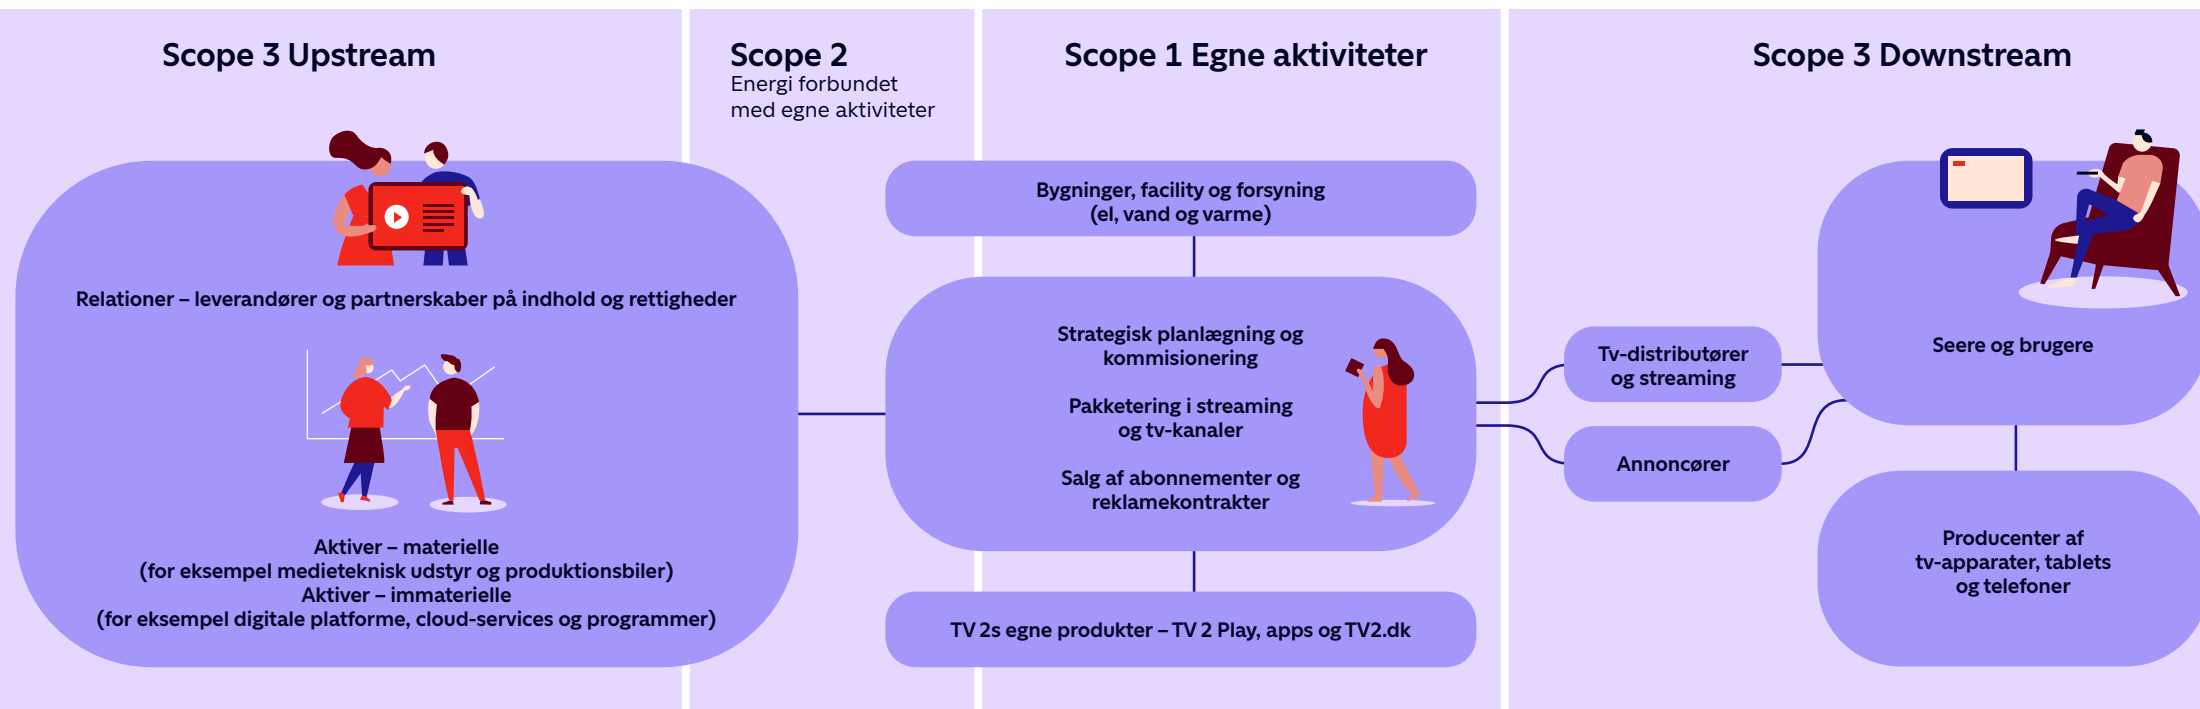 Scope 3 Upstream
Relationer – leverandører og partnerskaber på indhold og rettigheder
Aktiver – materielle
(for eksempel medieteknisk udstyr og produktionsbiler)
Aktiver – immaterielle
(for eksempel digitale platforme, cloud-services og programmer)
Scope 2
Energi forbundet
med egne aktiviteter
Scope 1 Egne aktiviteter
Bygninger, facility og forsyning
(el, vand og varme)
Strategisk planlægning og
kommisionering
Pakketering i streaming
og tv-kanaler
Salg af abonnementer og
reklamekontrakter
TV 2s egne produkter – TV 2 Play, apps og TV2.dk
Scope 3 Downstream
Tv-distributører
og streaming
Annoncører
Seere og brugere
Producenter af
tv-apparater, tablets
og telefoner